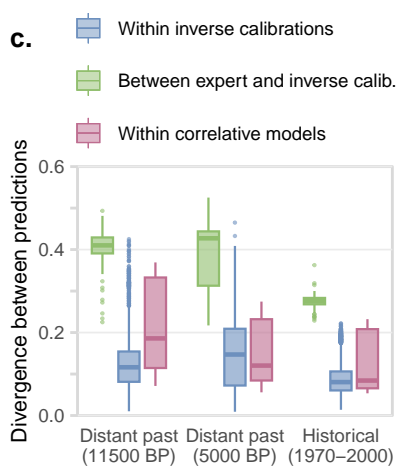 c.
Within inverse calibrations
Between expert and inverse calib.
Within correlative models
Divergence between predictions
0.6
0.4
0.2
0.0
Distant past
(11500 BP)
Distant past
(5000 BP)
Historical
(1970–2000)